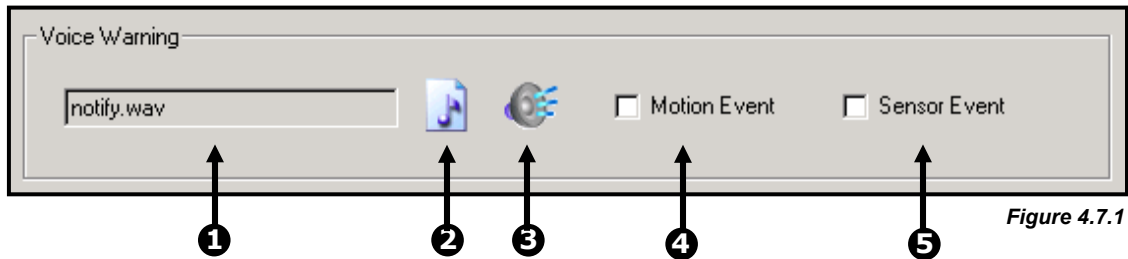 Voice Warning
notify.wav
Motion Event
Sensor Event
Figure 4.7.1
1 2 3 4 5